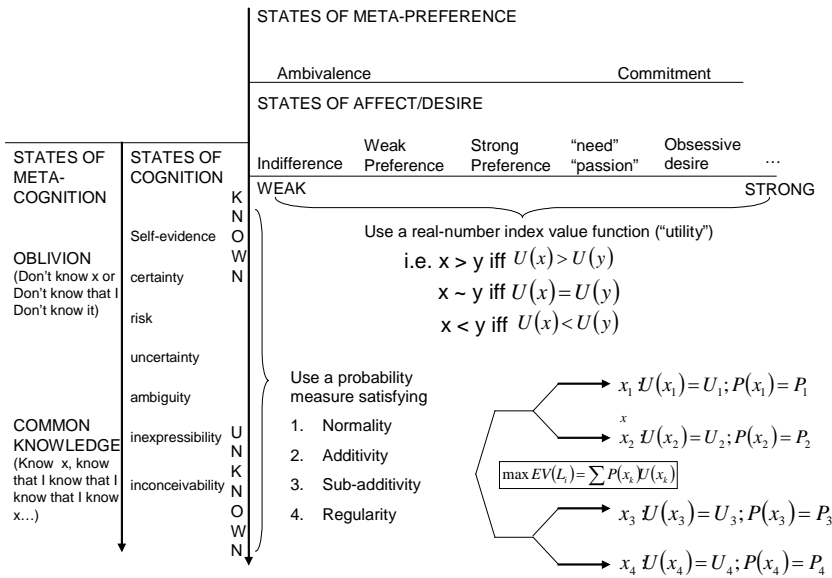 STATES OF META-PREFERENCE
Ambivalence Commitment
STATES OF AFFECT/DESIRE
Indifference
Weak
Preference
Strong
Preference
“need”
“passion”
Obsessive
desire
…
WEAK STRONG
STATES OF
META-
COGNITION
STATES OF
COGNITION
KNOWN
UNKNOWN
OBLIVION
(Don’t know x or
Don’t know that I
Don’t know it)
COMMON
KNOWLEDGE
(Know x, know
that I know that I
know that I know
x…)
Self-evidence
certainty
risk
uncertainty
ambiguity
inexpressibility
inconceivability
Use a real-number index value function (“utility”)
i.e. x > y iff U(x)>U(y)
x ~ y iff U(x)=U(y)
x < y iff U(x)<U(y)
Use a probability
measure satisfying
1. Normality
2. Additivity
3. Sub-additivity
4. Regularity
x₁:U(x₁)=U₁;P(x₁)=P₁
x
x₂:U(x₂)=U₂;P(x₂)=P₂
max EV(Lᵢ)=∑P(xₖ)U(xₖ)
x₃:U(x₃)=U₃;P(x₃)=P₃
x₄:U(x₄)=U₄;P(x₄)=P₄